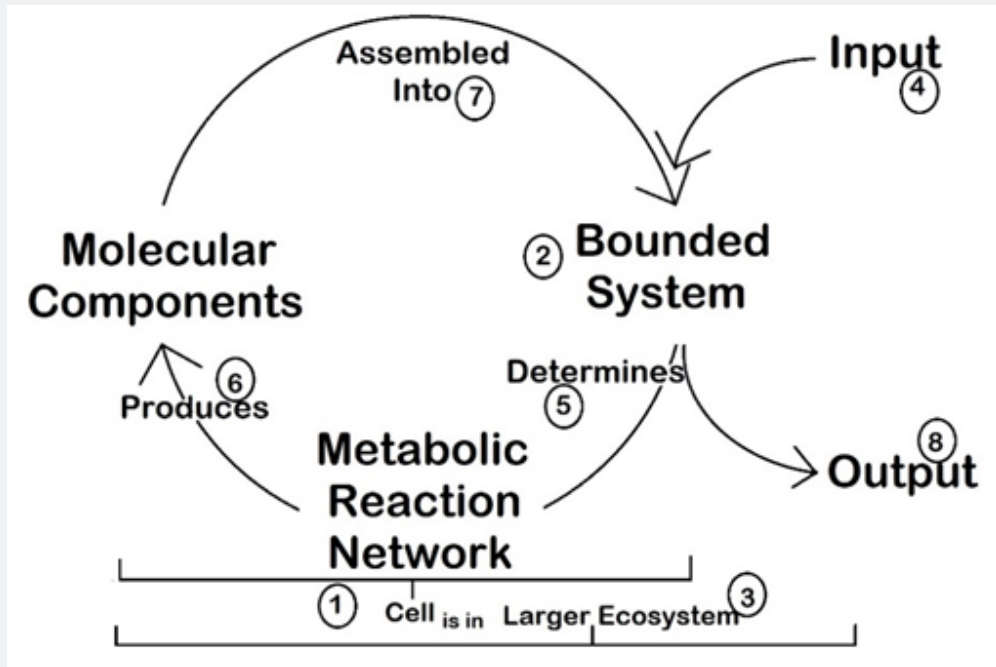 Assembled
Into 7
Input
4
Molecular
Components
2 Bounded
System
6
Produces
Determines
5
Metabolic
Reaction
Network
8
Output
1 Cell is in Larger Ecosystem 3